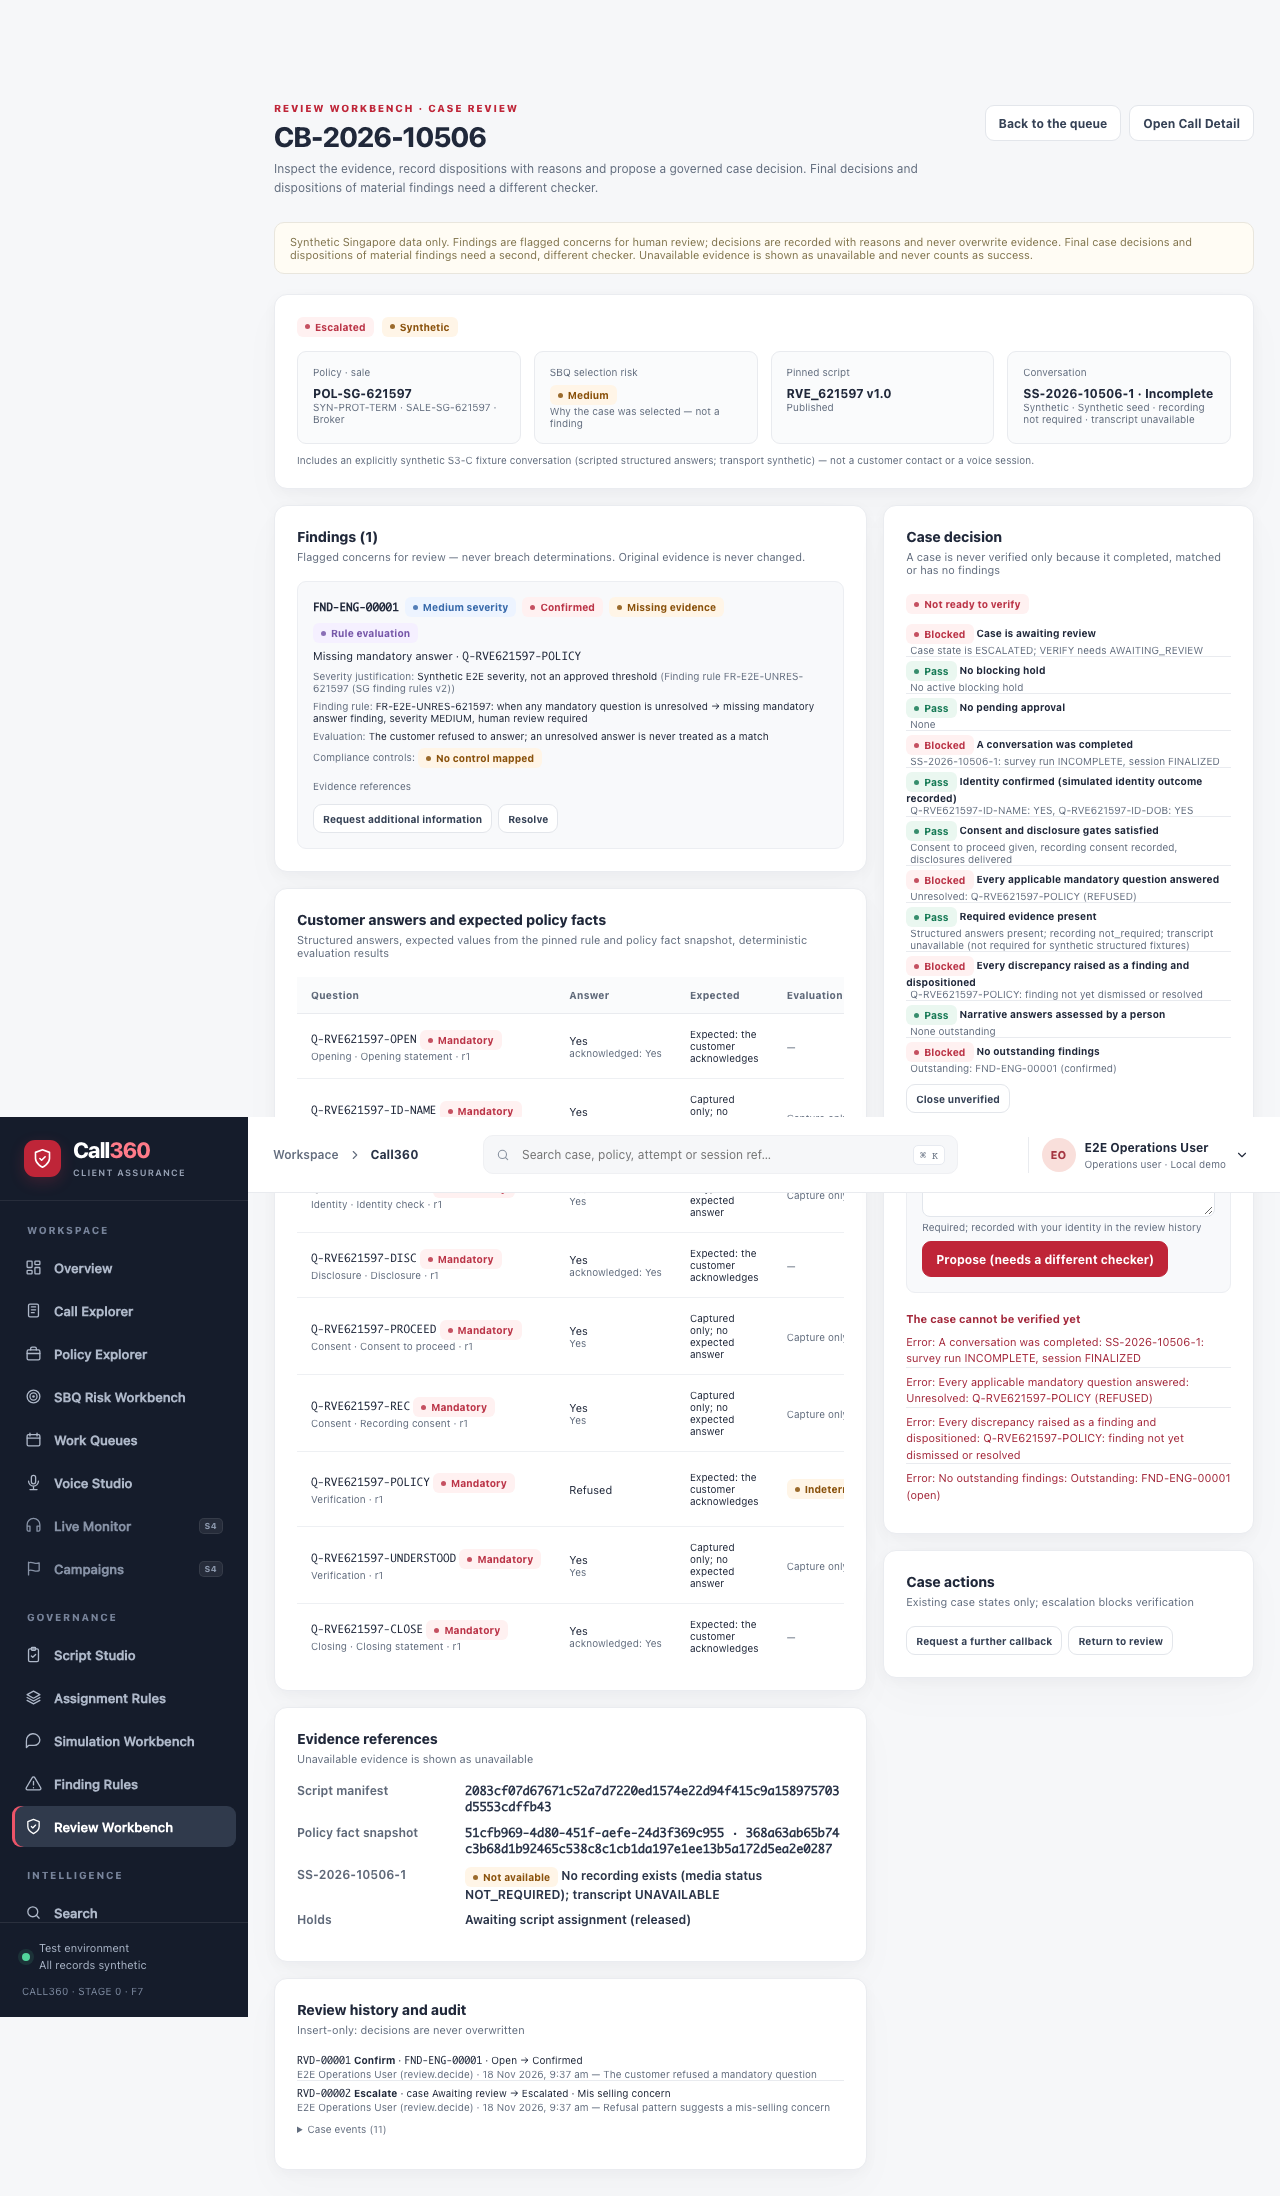 REVIEW WORKBENCH · CASE REVIEW
CB-2026-10506
Back to the queue
Open Call Detail
Inspect the evidence, record dispositions with reasons and propose a governed case decision. Final decisions and
dispositions of material findings need a different checker.
Synthetic Singapore data only. Findings are flagged concerns for human review; decisions are recorded with reasons and never overwrite evidence. Final case decisions and
dispositions of material findings need a second, different checker. Unavailable evidence is shown as unavailable and never counts as success.
Escalated
Synthetic
Policy · sale
POL-SG-621597
SYN-PROT-TERM · SALE-SG-621597 ·
Broker
SBQ selection risk
Medium
Why the case was selected — not a
finding
Pinned script
RVE_621597 v1.0
Published
Conversation
SS-2026-10506-1 · Incomplete
Synthetic · Synthetic seed · recording
not required · transcript unavailable
Includes an explicitly synthetic S3-C fixture conversation (scripted structured answers; transport synthetic) — not a customer contact or a voice session.
Findings (1)
Flagged concerns for review — never breach determinations. Original evidence is never changed.
FND-ENG-00001 Medium severity Confirmed Missing evidence
Rule evaluation
Missing mandatory answer · Q-RVE621597-POLICY
Severity justification: Synthetic E2E severity, not an approved threshold (Finding rule FR-E2E-UNRES-
621597 (SG finding rules v2))
Finding rule: FR-E2E-UNRES-621597: when any mandatory question is unresolved → missing mandatory
answer finding, severity MEDIUM, human review required
Evaluation: The customer refused to answer; an unresolved answer is never treated as a match
Compliance controls: No control mapped
Evidence references
Request additional information
Resolve
Case decision
A case is never verified only because it completed, matched
or has no findings
Not ready to verify
Blocked Case is awaiting review
Case state is ESCALATED; VERIFY needs AWAITING_REVIEW
Pass No blocking hold
No active blocking hold
Pass No pending approval
None
Blocked A conversation was completed
SS-2026-10506-1: survey run INCOMPLETE, session FINALIZED
Pass Identity confirmed (simulated identity outcome
recorded)
Q-RVE621597-ID-NAME: YES, Q-RVE621597-ID-DOB: YES
Pass Consent and disclosure gates satisfied
Consent to proceed given, recording consent recorded,
disclosures delivered
Blocked Every applicable mandatory question answered
Unresolved: Q-RVE621597-POLICY (REFUSED)
Pass Required evidence present
Structured answers present; recording not_required; transcript
unavailable (not required for synthetic structured fixtures)
Blocked Every discrepancy raised as a finding and
dispositioned
Q-RVE621597-POLICY: finding not yet dismissed or resolved
Pass Narrative answers assessed by a person
None outstanding
Blocked No outstanding findings
Outstanding: FND-ENG-00001 (confirmed)
Close unverified
Customer answers and expected policy facts
Structured answers, expected values from the pinned rule and policy fact snapshot, deterministic
evaluation results
Question Answer Expected Evaluation
Q-RVE621597-OPEN Mandatory
Opening · Opening statement · r1
Yes
acknowledged: Yes
Expected: the
customer
acknowledges
—
Q-RVE621597-ID-NAME Mandatory
Yes
Captured
only; no
Call360
CLIENT ASSURANCE
Workspace > Call360
Search case, policy, attempt or session ref...
⌘ K
EO
E2E Operations User
Operations user · Local demo
WORKSPACE
Overview
Call Explorer
Policy Explorer
SBQ Risk Workbench
Work Queues
Voice Studio
Live Monitor S4
Campaigns S4
GOVERNANCE
Script Studio
Assignment Rules
Simulation Workbench
Finding Rules
Review Workbench
INTELLIGENCE
Search
Test environment
All records synthetic
CALL360 · STAGE 0 · F7
Identity · Identity check · r1
Yes
expected
answer
Capture only
Q-RVE621597-DISC Mandatory
Disclosure · Disclosure · r1
Yes
acknowledged: Yes
Expected: the
customer
acknowledges
—
Q-RVE621597-PROCEED Mandatory
Consent · Consent to proceed · r1
Yes
Yes
Captured
only; no
expected
answer
Capture only
Q-RVE621597-REC Mandatory
Consent · Recording consent · r1
Yes
Yes
Captured
only; no
expected
answer
Capture only
Q-RVE621597-POLICY Mandatory
Verification · r1
Refused
Expected: the
customer
acknowledges
Indeter
Q-RVE621597-UNDERSTOOD Mandatory
Verification · r1
Yes
Yes
Captured
only; no
expected
answer
Capture only
Q-RVE621597-CLOSE Mandatory
Closing · Closing statement · r1
Yes
acknowledged: Yes
Expected: the
customer
acknowledges
—
Required; recorded with your identity in the review history
Propose (needs a different checker)
The case cannot be verified yet
Error: A conversation was completed: SS-2026-10506-1:
survey run INCOMPLETE, session FINALIZED
Error: Every applicable mandatory question answered:
Unresolved: Q-RVE621597-POLICY (REFUSED)
Error: Every discrepancy raised as a finding and
dispositioned: Q-RVE621597-POLICY: finding not yet
dismissed or resolved
Error: No outstanding findings: Outstanding: FND-ENG-00001
(open)
Case actions
Existing case states only; escalation blocks verification
Request a further callback
Return to review
Evidence references
Unavailable evidence is shown as unavailable
Script manifest
2083cf07d67671c52a7d7220ed1574e22d94f415c9a158975703
d5553cdffb43
Policy fact snapshot
51cfb969-4d80-451f-aefe-24d3f369c955 · 368a63ab65b74
c3b68d1b92465c538c8c1cb1da197e1ee13b5a172d5ea2e0287
SS-2026-10506-1
Not available No recording exists (media status
NOT_REQUIRED); transcript UNAVAILABLE
Holds
Awaiting script assignment (released)
Review history and audit
Insert-only: decisions are never overwritten
RVD-00001 Confirm · FND-ENG-00001 · Open → Confirmed
E2E Operations User (review.decide) · 18 Nov 2026, 9:37 am — The customer refused a mandatory question
RVD-00002 Escalate · case Awaiting review → Escalated · Mis selling concern
E2E Operations User (review.decide) · 18 Nov 2026, 9:37 am — Refusal pattern suggests a mis-selling concern
Case events (11)